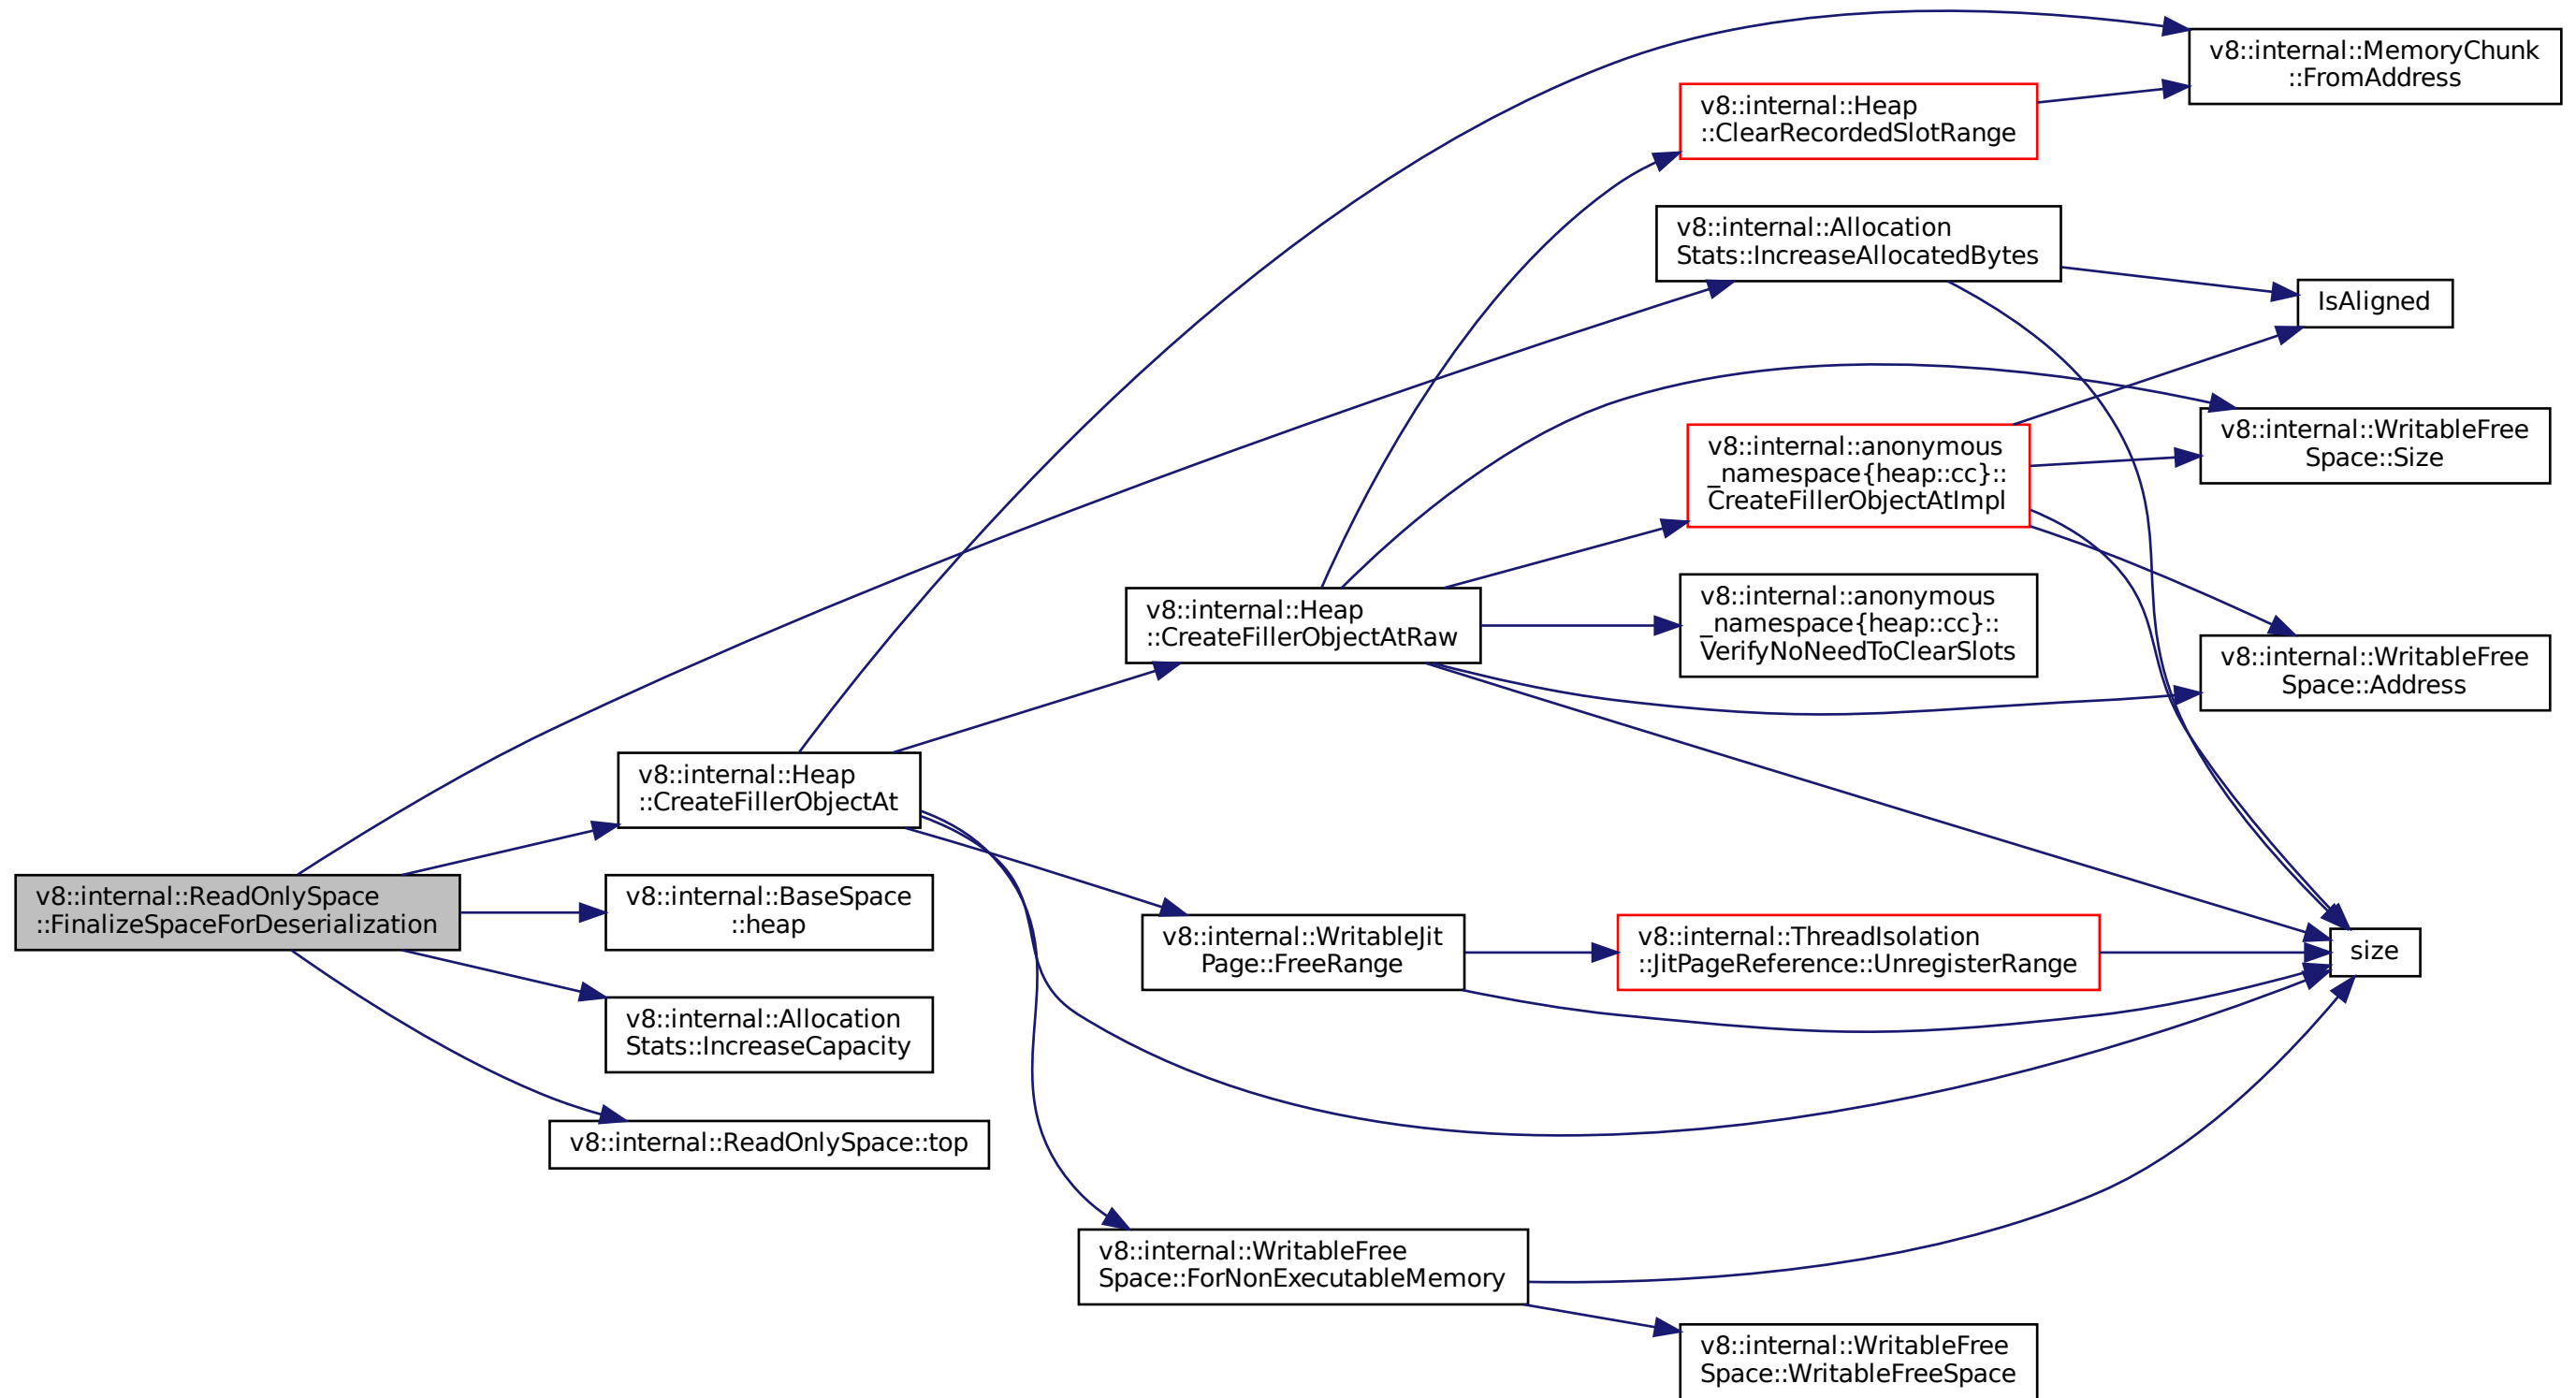 v8::internal::MemoryChunk
::FromAddress
v8::internal::Heap
::ClearRecordedSlotRange
v8::internal::Allocation
Stats::IncreaseAllocatedBytes
IsAligned
v8::internal::WritableFree
Space::Size
v8::internal::anonymous
_namespace{heap::cc}::
CreateFillerObjectAtImpl
v8::internal::Heap
::CreateFillerObjectAtRaw
v8::internal::anonymous
_namespace{heap::cc}::
VerifyNoNeedToClearSlots
v8::internal::WritableFree
Space::Address
v8::internal::Heap
::CreateFillerObjectAt
v8::internal::ReadOnlySpace
::FinalizeSpaceForDeserialization
v8::internal::BaseSpace
::heap
v8::internal::WritableJit
Page::FreeRange
v8::internal::ThreadIsolation
::JitPageReference::UnregisterRange
size
v8::internal::Allocation
Stats::IncreaseCapacity
v8::internal::ReadOnlySpace::top
v8::internal::WritableFree
Space::ForNonExecutableMemory
v8::internal::WritableFree
Space::WritableFreeSpace